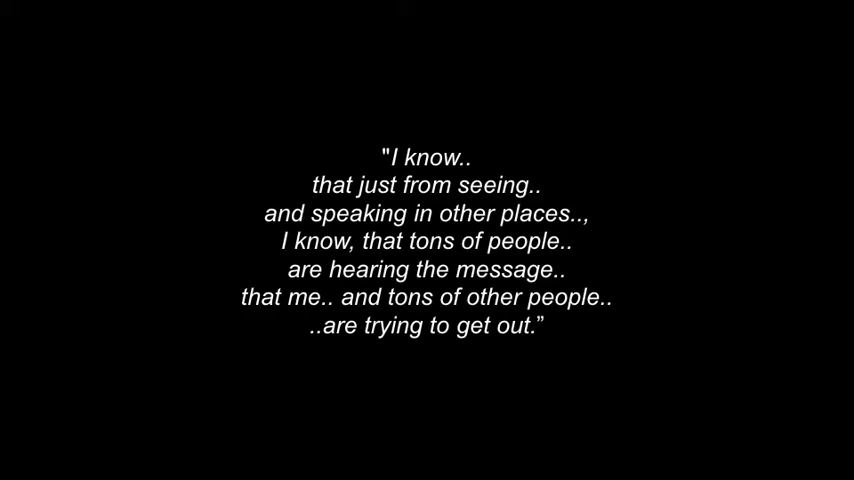 "I know..
that just from seeing..
and speaking in other places..,
I know, that tons of people..
are hearing the message..
that me.. and tons of other people..
..are trying to get out.”